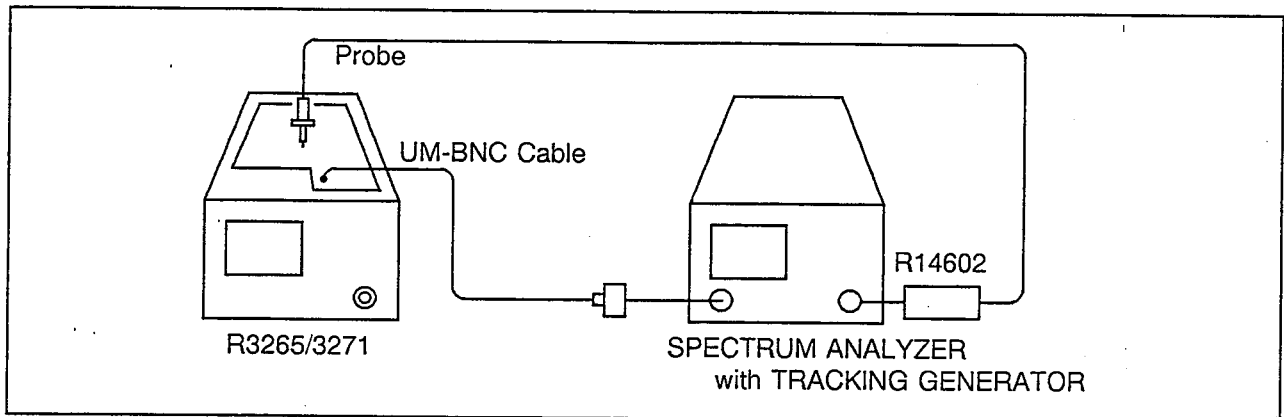 Probe
UM-BNC Cable
R14602
R3265/3271
SPECTRUM ANALYZER
with TRACKING GENERATOR